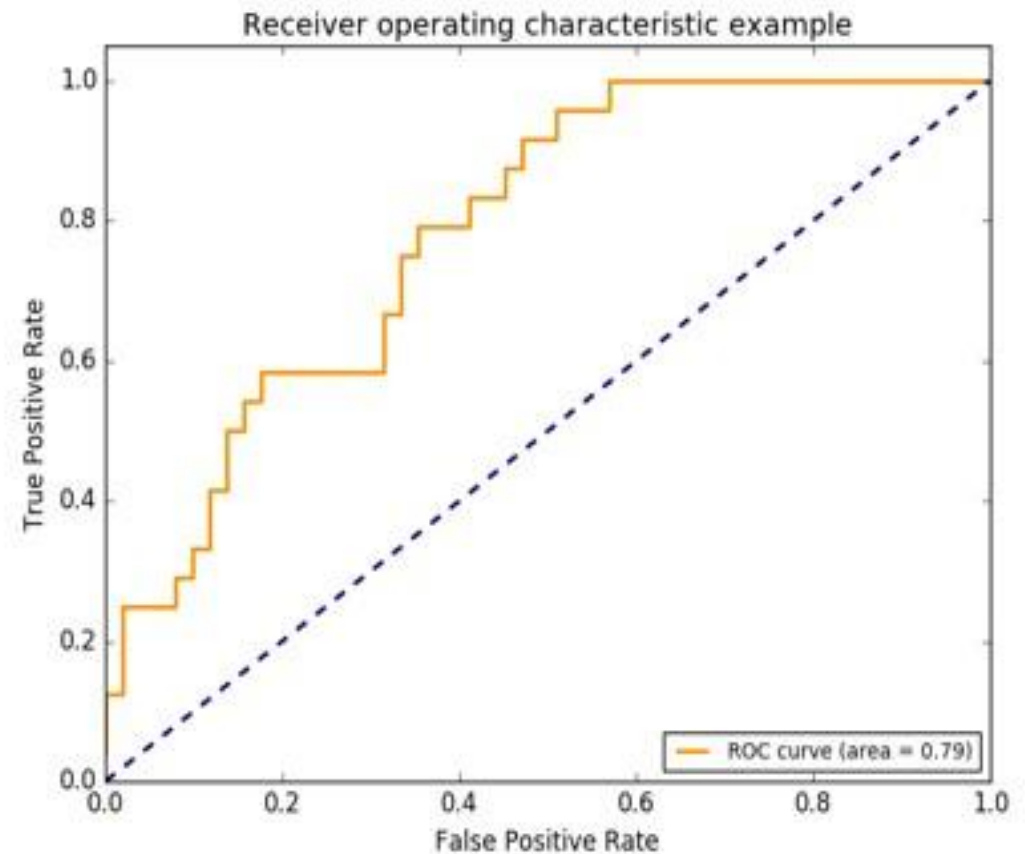 Receiver operating characteristic example
1.0
0.8
0.6
0.4
0.2
0.0
True Positive Rate
0.0 0.2 0.4 0.6 0.8 1.0
False Positive Rate
ROC curve (area = 0.79)